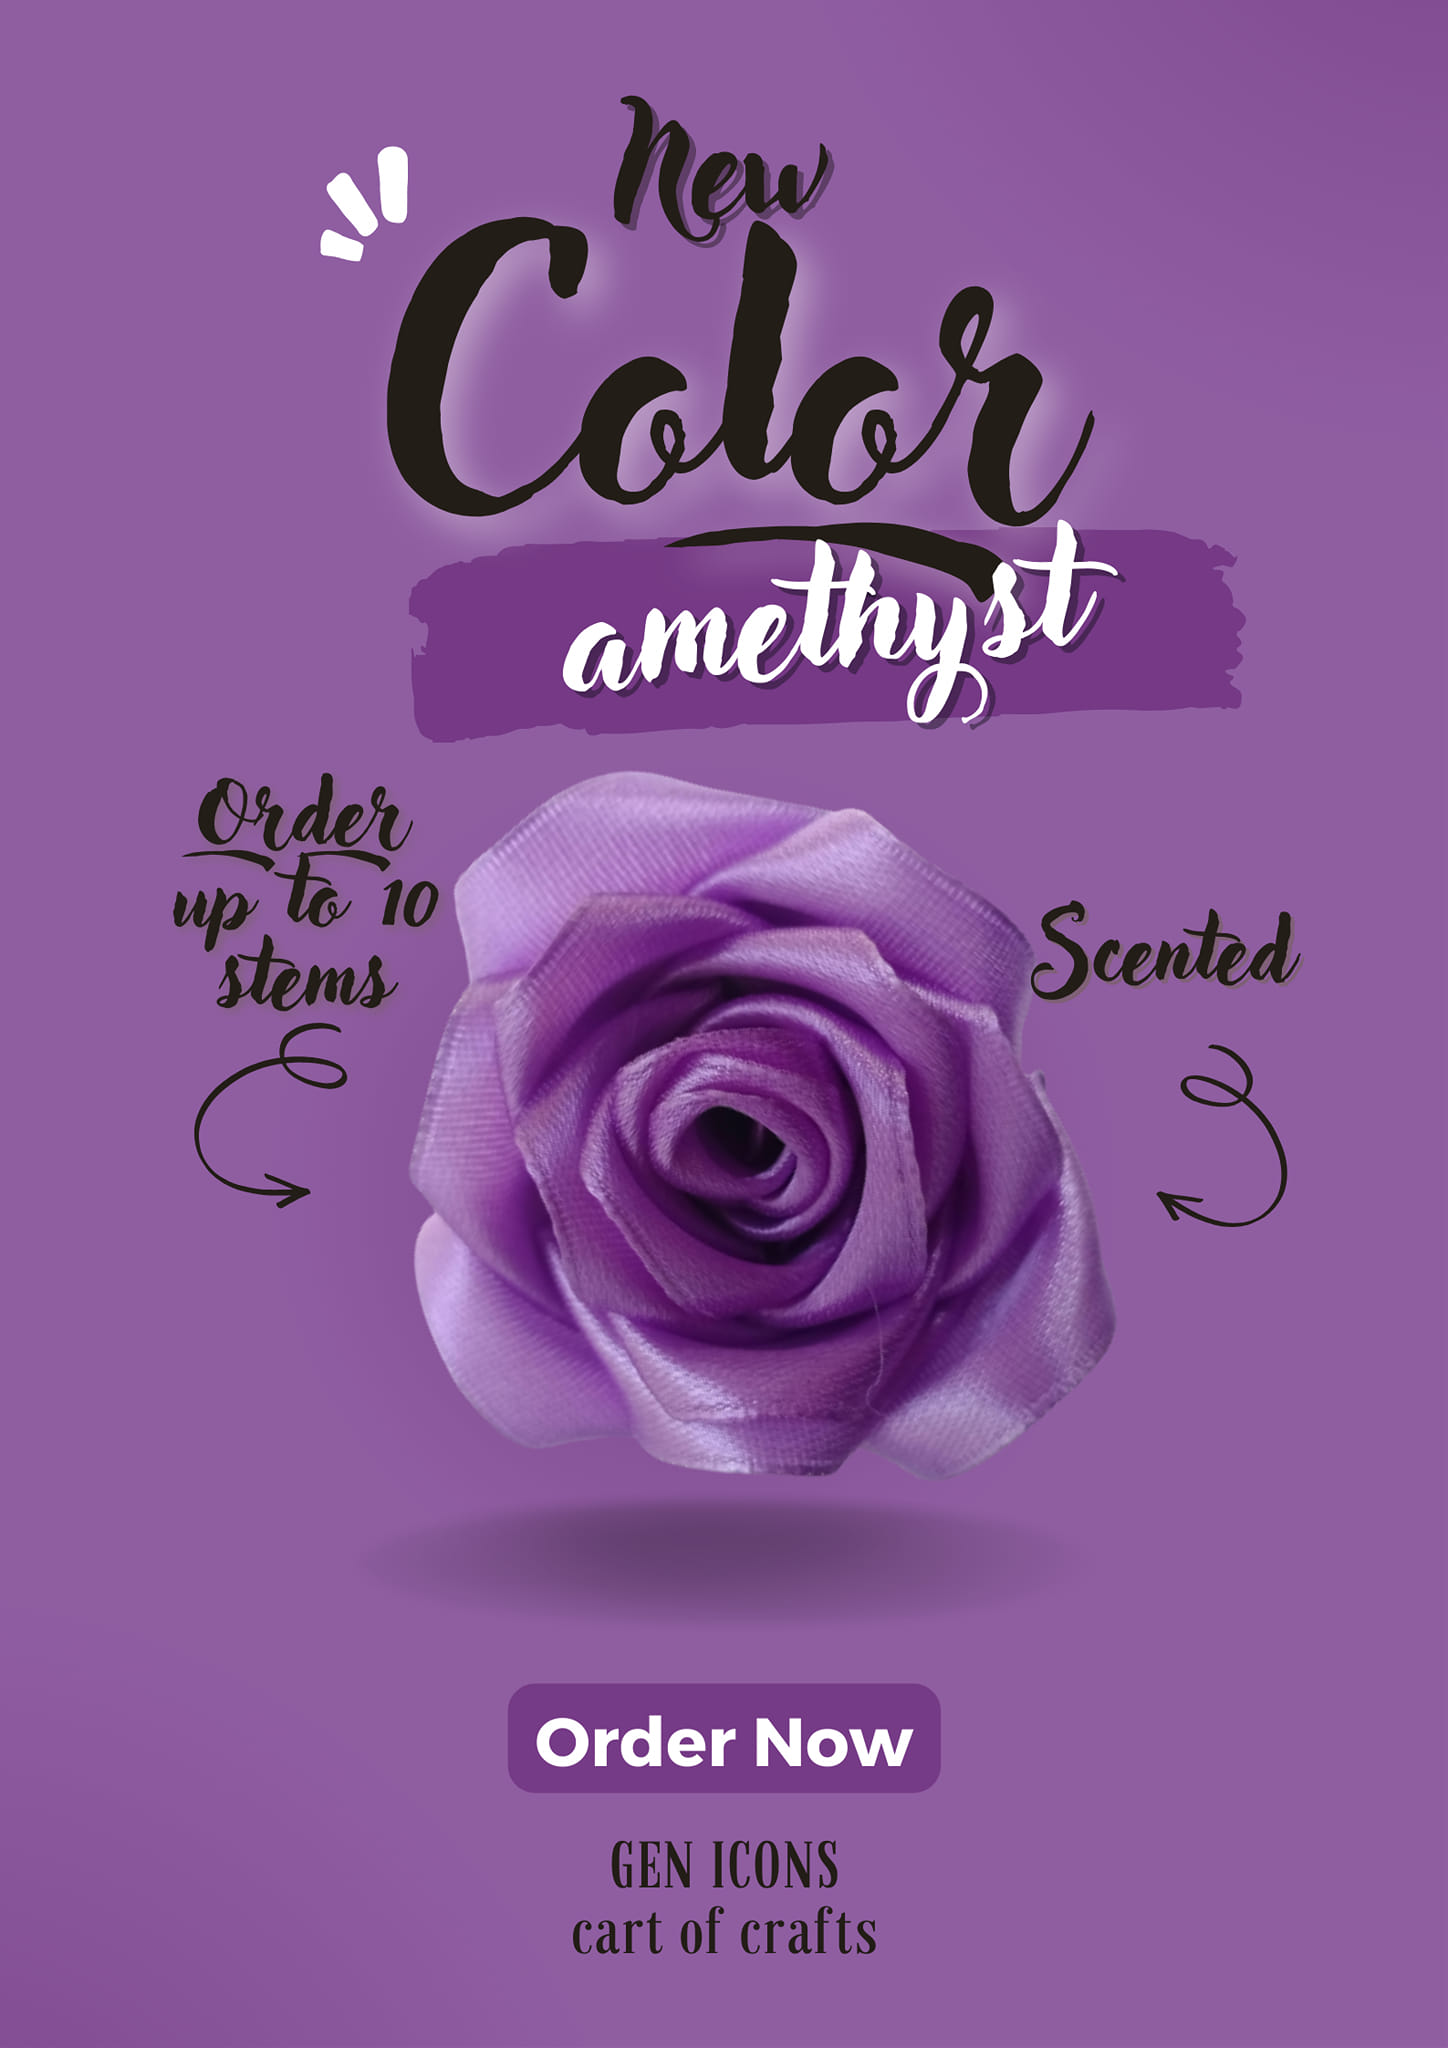 New
Color
amethyst
Order
up to 10
stems
Scented
Order Now
GEN ICONS
cart of crafts